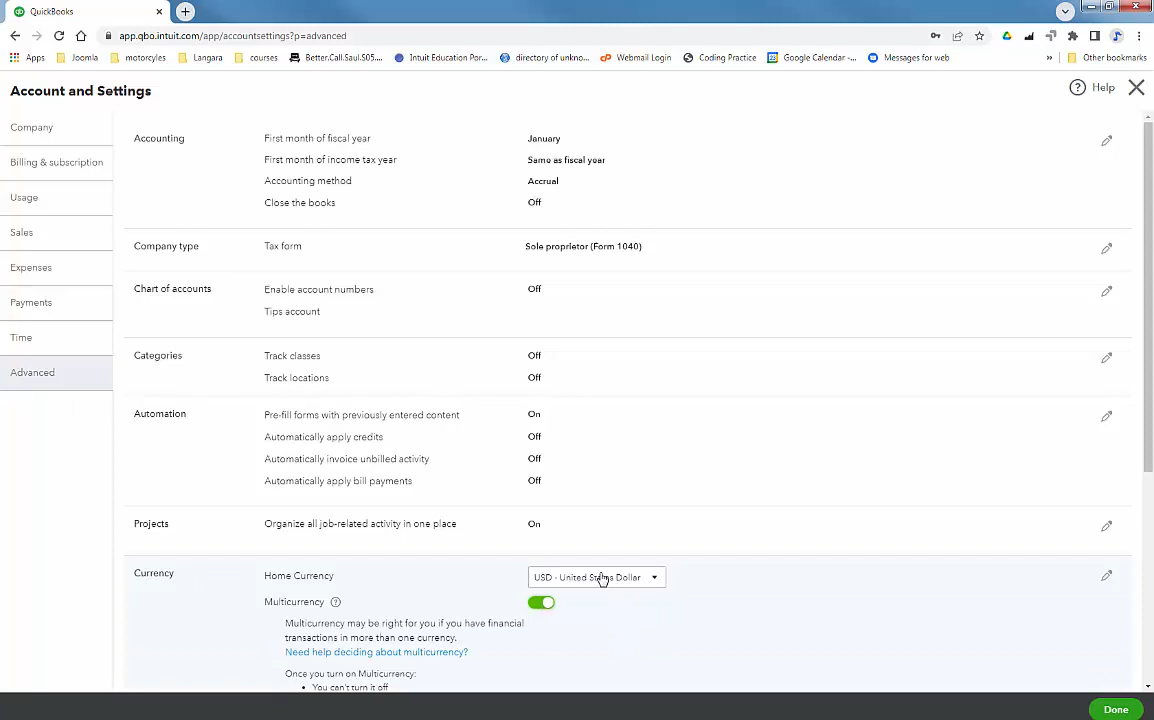 QuickBooks
app.qbo.intuit.com/app/accountsettings?p=advanced
Apps Joomla motorcyles Langara courses Better.Call.Saul.S05.... Intuit Education Por... directory of unkno... Webmail Login Coding Practice Google Calendar -... Messages for web » Other bookmarks
Account and Settings
? Help
Company
Billing & subscription
Usage
Sales
Expenses
Payments
Time
Advanced
Accounting
First month of fiscal year January
First month of income tax year Same as fiscal year
Accounting method Accrual
Close the books Off
Company type Tax form Sole proprietor (Form 1040)
Chart of accounts Enable account numbers Off
Tips account
Categories Track classes Off
Track locations Off
Automation Pre-fill forms with previously entered content On
Automatically apply credits Off
Automatically invoice unbilled activity Off
Automatically apply bill payments Off
Projects Organize all job-related activity in one place On
Currency Home Currency USD - United States Dollar
Multicurrency ?
Multicurrency may be right for you if you have financial
transactions in more than one currency.
Need help deciding about multicurrency?
Once you turn on Multicurrency:
• You can't turn it off
Done